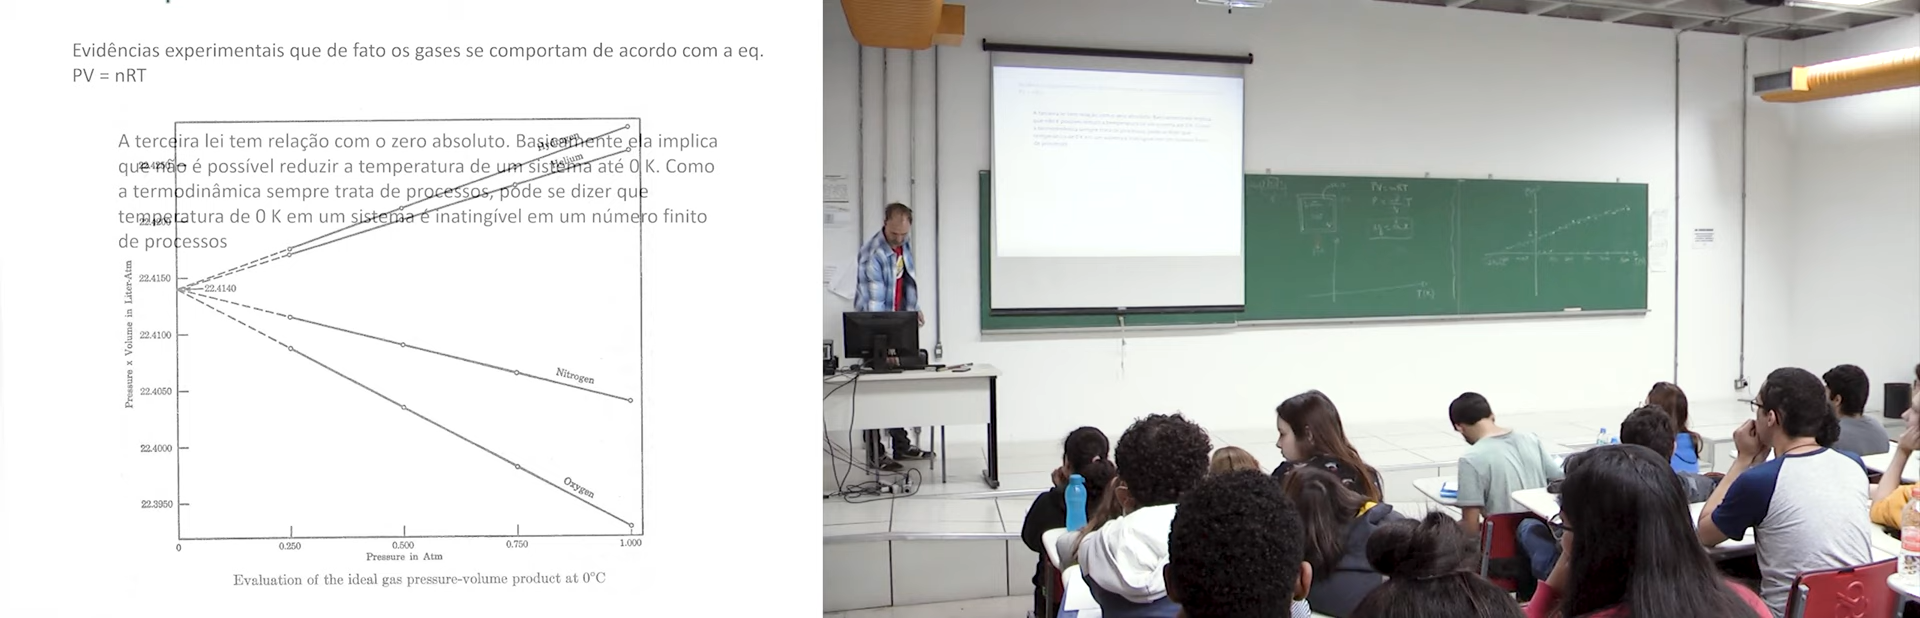 Evidências experimentais que de fato os gases se comportam de acordo com a eq.
PV = nRT
A terceira lei tem relação com o zero absoluto. Basicamente ela implica
que não é possível reduzir a temperatura de um sistema até 0 K. Como
a termodinâmica sempre trata de processos, pode se dizer que
temperatura de 0 K em um sistema é inatingível em um número finito
de processos
Hydrogen
Helium
22.4250
22.4200
22.4150
22.4140
22.4100
22.4050
22.4000
22.3950
Pressure x Volume in Liter-Atm
Nitrogen
Oxygen
0
0.250
0.500
0.750
1.000
Pressure in Atm
Evaluation of the ideal gas pressure-volume product at 0°C
PV=nRT
T(K)